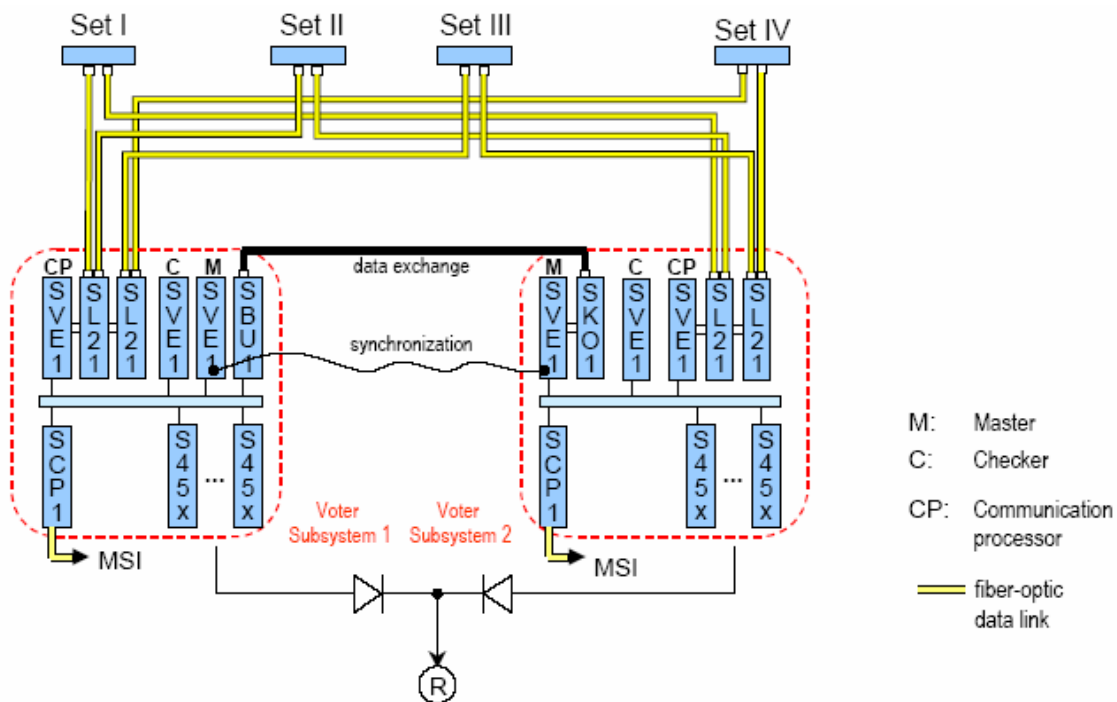 Set I
Set II
Set III
Set IV
CP
C
M
data exchange
M
C
CP
SVE1
SL21
SL21
SVE1
SVE1
SBU1
SVE1
SKO1
SVE1
SVE1
SL21
SL21
synchronization
SCP1
S45x
...
S45x
SCP1
S45x
...
S45x
Voter
Subsystem 1
Voter
Subsystem 2
MSI
MSI
R
M: Master
C: Checker
CP: Communication
processor
fiber-optic
data link